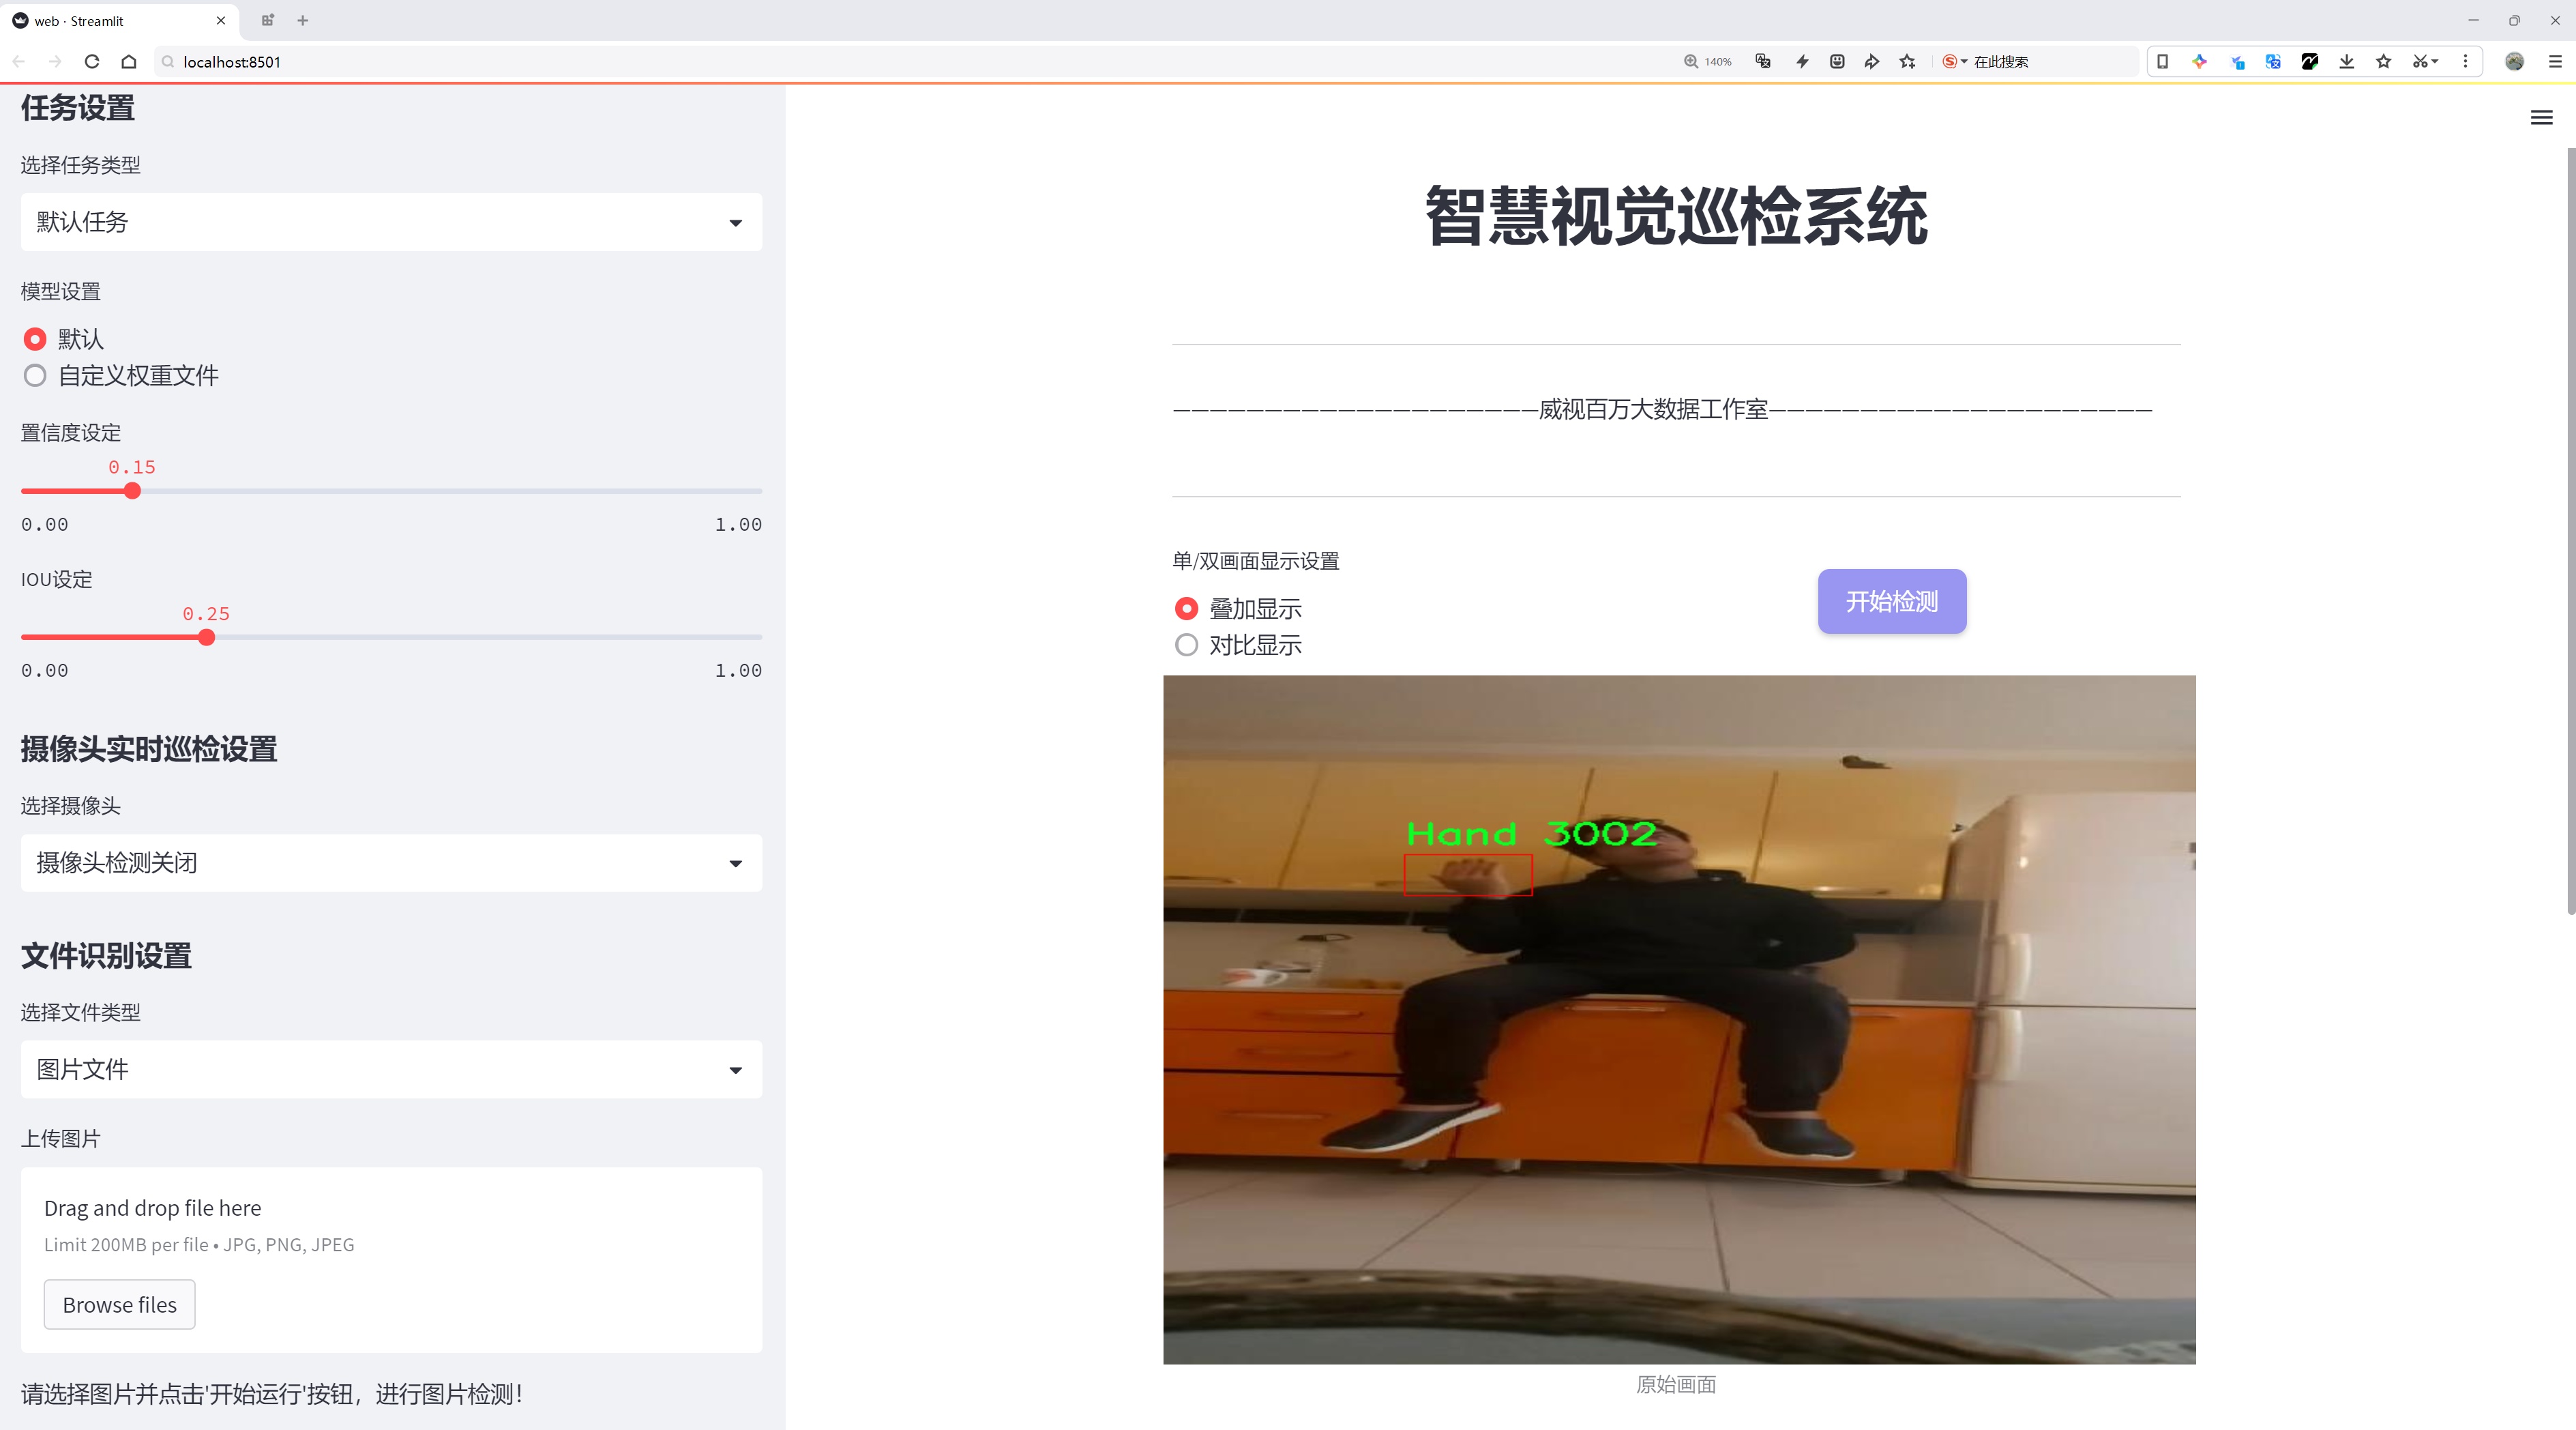 web · Streamlit
localhost:8501
140%
在此搜索
任务设置
选择任务类型
默认任务
模型设置
默认
自定义权重文件
置信度设定
0.15
0.00 1.00
IOU设定
0.25
0.00 1.00
摄像头实时巡检设置
选择摄像头
摄像头检测关闭
文件识别设置
选择文件类型
图片文件
上传图片
Drag and drop file here
Limit 200MB per file • JPG, PNG, JPEG
Browse files
请选择图片并点击'开始运行'按钮，进行图片检测！
智慧视觉巡检系统
—————————————————————威视百万大数据工作室—————————————————————
单/双画面显示设置
叠加显示
对比显示
开始检测
Hand 3002
原始画面